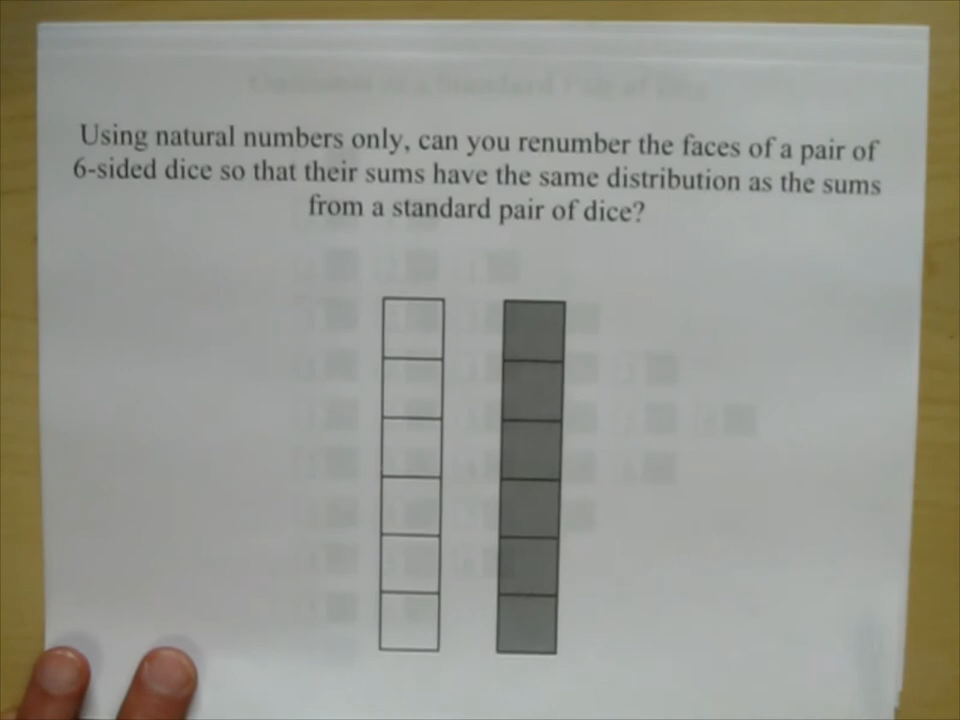 Using natural numbers only, can you renumber the faces of a pair of
6-sided dice so that their sums have the same distribution as the sums
from a standard pair of dice?